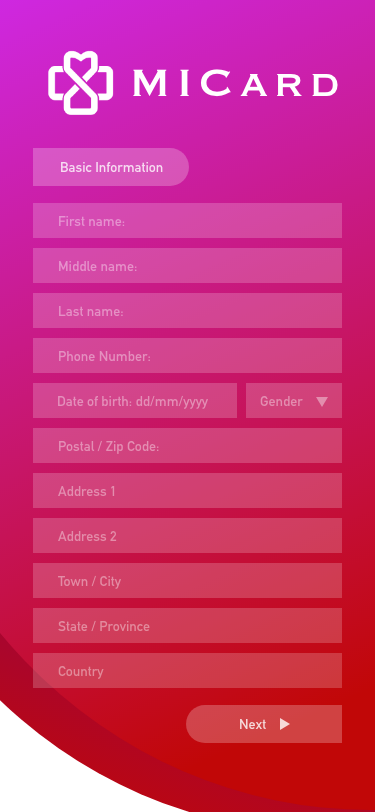 MICARD
Basic Information
First name:
Middle name:
Last name:
Phone Number:
Date of birth: dd/mm/yyyy Gender
Postal / Zip Code:
Address 1
Address 2
Town / City
State / Province
Country
Next